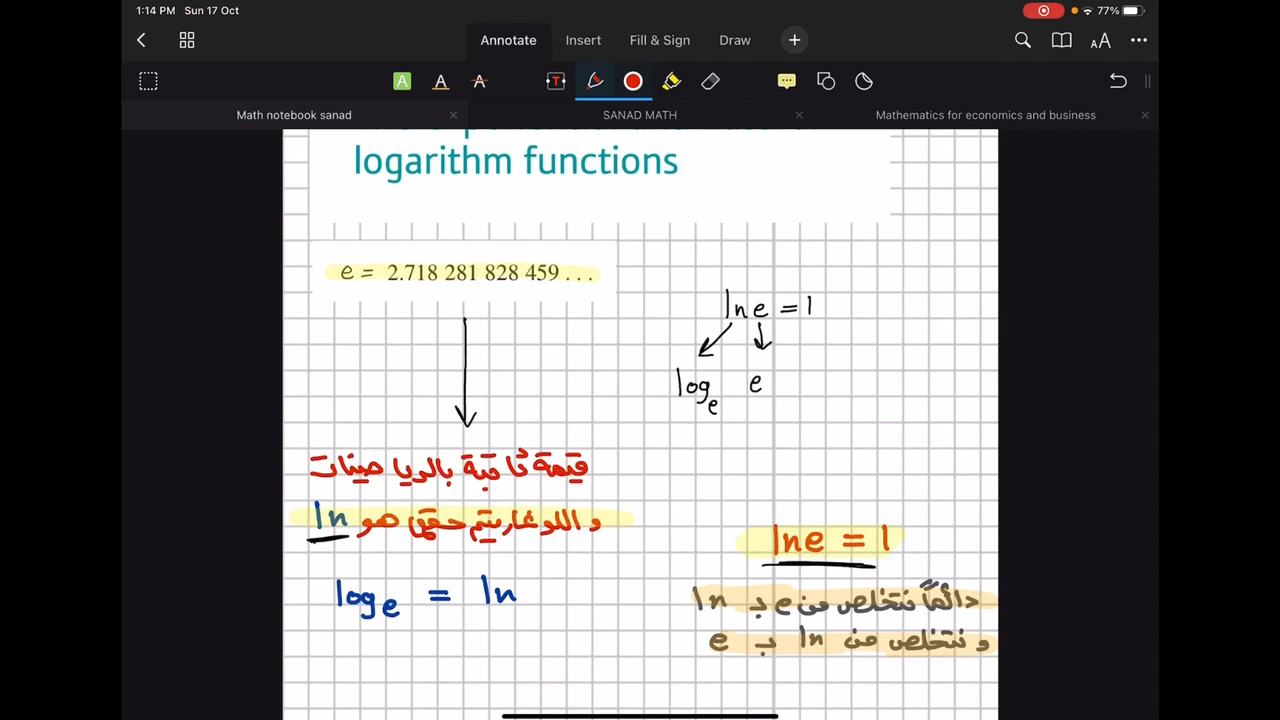 1:14 PM Sun 17 Oct
77%
Annotate Insert Fill & Sign Draw
Math notebook sanad
SANAD MATH
Mathematics for economics and business
logarithm functions
e = 2.718 281 828 459 . . .
ln e = 1
log e e
قيمة ثابتة بالرياضيات
و اللوغاريتم حقها هو ln
log e = ln
lne = 1
دائماً نتخلص من e بـ ln
و نتخلص من ln بـ e